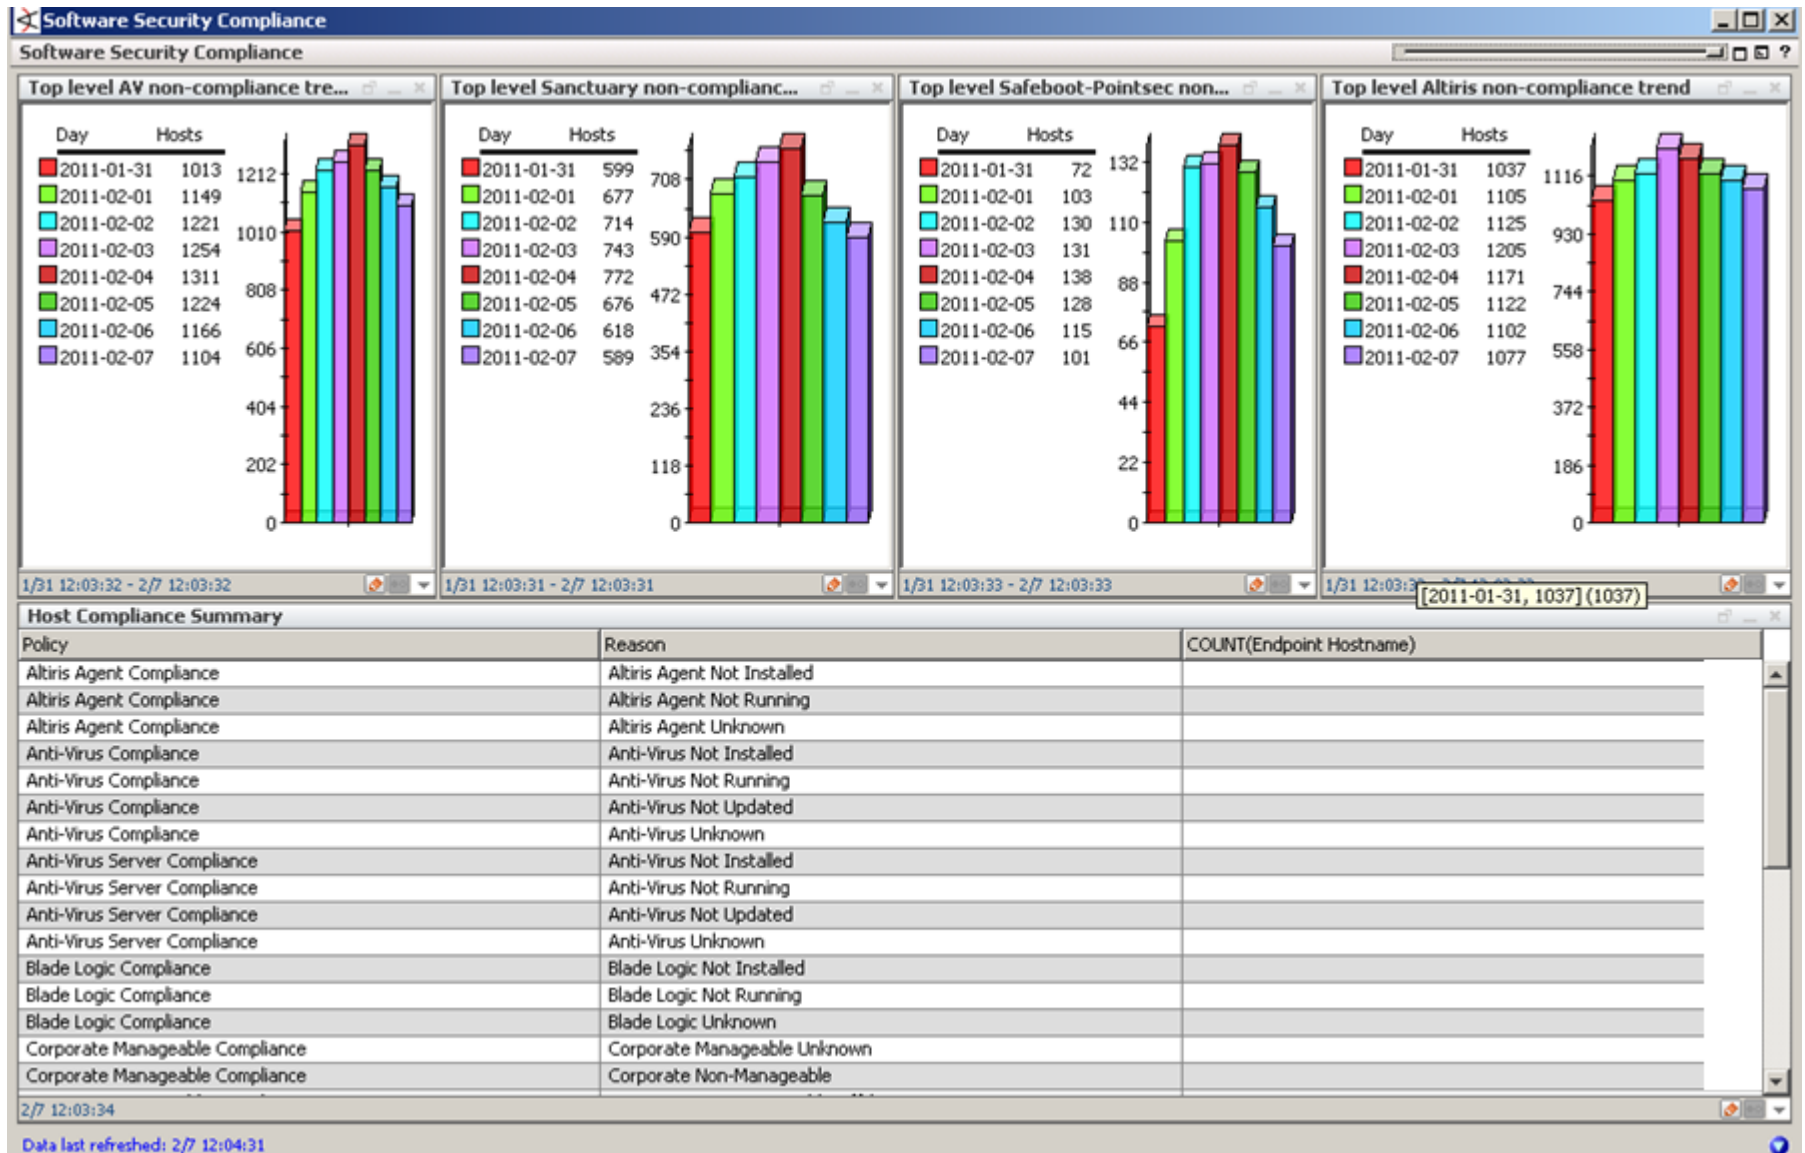 Software Security Compliance
Software Security Compliance
?
Top level AV non-compliance tre...
Day Hosts
2011-01-31 1013
2011-02-01 1149
2011-02-02 1221
2011-02-03 1254
2011-02-04 1311
2011-02-05 1224
2011-02-06 1166
2011-02-07 1104
1212
1010
808
606
404
202
0
1/31 12:03:32 - 2/7 12:03:32
Top level Sanctuary non-complianc...
Day Hosts
2011-01-31 599
2011-02-01 677
2011-02-02 714
2011-02-03 743
2011-02-04 772
2011-02-05 676
2011-02-06 618
2011-02-07 589
708
590
472
354
236
118
0
1/31 12:03:31 - 2/7 12:03:31
Top level Safeboot-Pointsec non...
Day Hosts
2011-01-31 72
2011-02-01 103
2011-02-02 130
2011-02-03 131
2011-02-04 138
2011-02-05 128
2011-02-06 115
2011-02-07 101
132
110
88
66
44
22
0
1/31 12:03:33 - 2/7 12:03:33
Top level Altiris non-compliance trend
Day Hosts
2011-01-31 1037
2011-02-01 1105
2011-02-02 1125
2011-02-03 1205
2011-02-04 1171
2011-02-05 1122
2011-02-06 1102
2011-02-07 1077
1116
930
744
558
372
186
0
1/31
[2011-01-31, 1037] (1037)
Host Compliance Summary
Policy Reason COUNT(Endpoint Hostname)
Altiris Agent Compliance Altiris Agent Not Installed
Altiris Agent Compliance Altiris Agent Not Running
Altiris Agent Compliance Altiris Agent Unknown
Anti-Virus Compliance Anti-Virus Not Installed
Anti-Virus Compliance Anti-Virus Not Running
Anti-Virus Compliance Anti-Virus Not Updated
Anti-Virus Compliance Anti-Virus Unknown
Anti-Virus Server Compliance Anti-Virus Not Installed
Anti-Virus Server Compliance Anti-Virus Not Running
Anti-Virus Server Compliance Anti-Virus Not Updated
Anti-Virus Server Compliance Anti-Virus Unknown
Blade Logic Compliance Blade Logic Not Installed
Blade Logic Compliance Blade Logic Not Running
Blade Logic Compliance Blade Logic Unknown
Corporate Manageable Compliance Corporate Manageable Unknown
Corporate Manageable Compliance Corporate Non-Manageable
2/7 12:03:34
Data last refreshed: 2/7 12:04:31